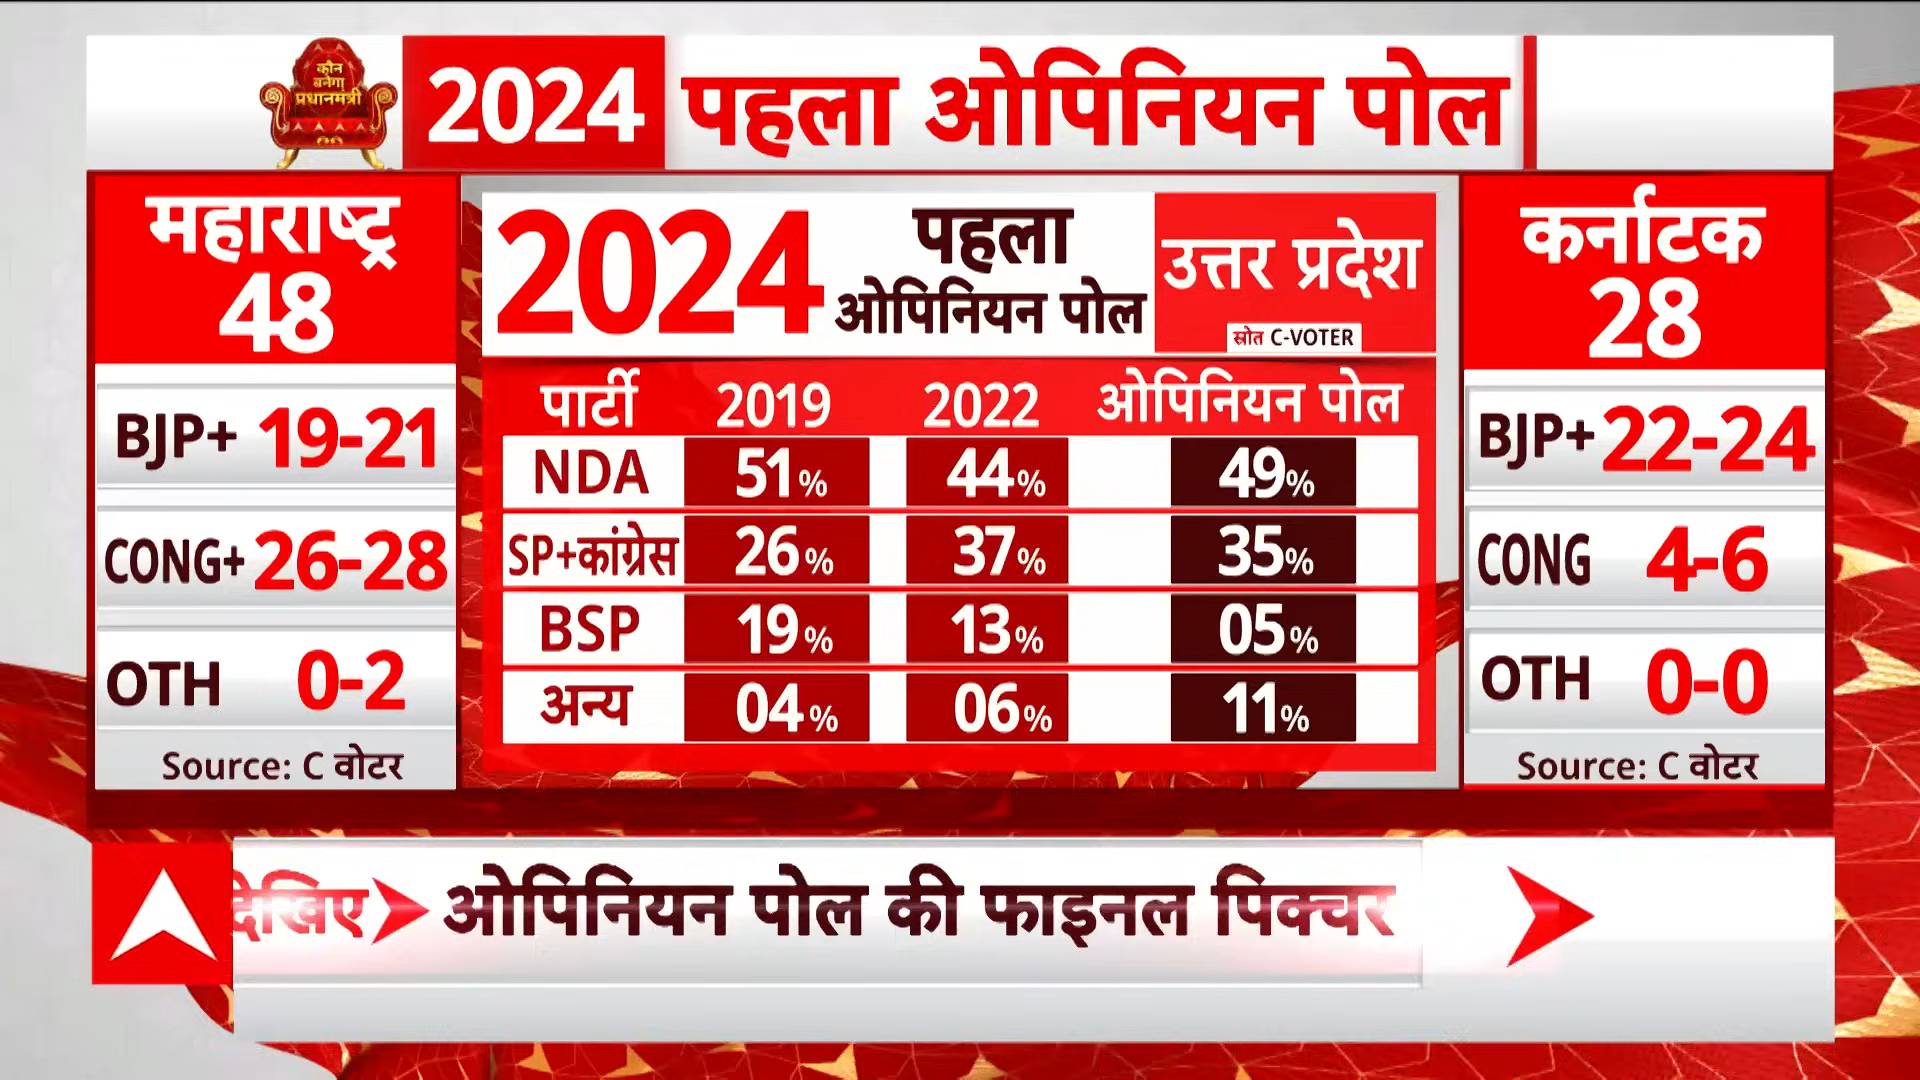 कौन
बनेगा
प्रधानमंत्री
2024 पहला ओपिनियन पोल
महाराष्ट्र
48
BJP+ 19-21
CONG+ 26-28
OTH 0-2
Source: C वोटर
2024 पहला ओपिनियन पोल
उत्तर प्रदेश
स्रोत C-VOTER
पार्टी 2019 2022 ओपिनियन पोल
NDA 51% 44% 49%
SP+कांग्रेस 26% 37% 35%
BSP 19% 13% 05%
अन्य 04% 06% 11%
कर्नाटक
28
BJP+ 22-24
CONG 4-6
OTH 0-0
Source: C वोटर
देखिए ओपिनियन पोल की फाइनल पिक्चर